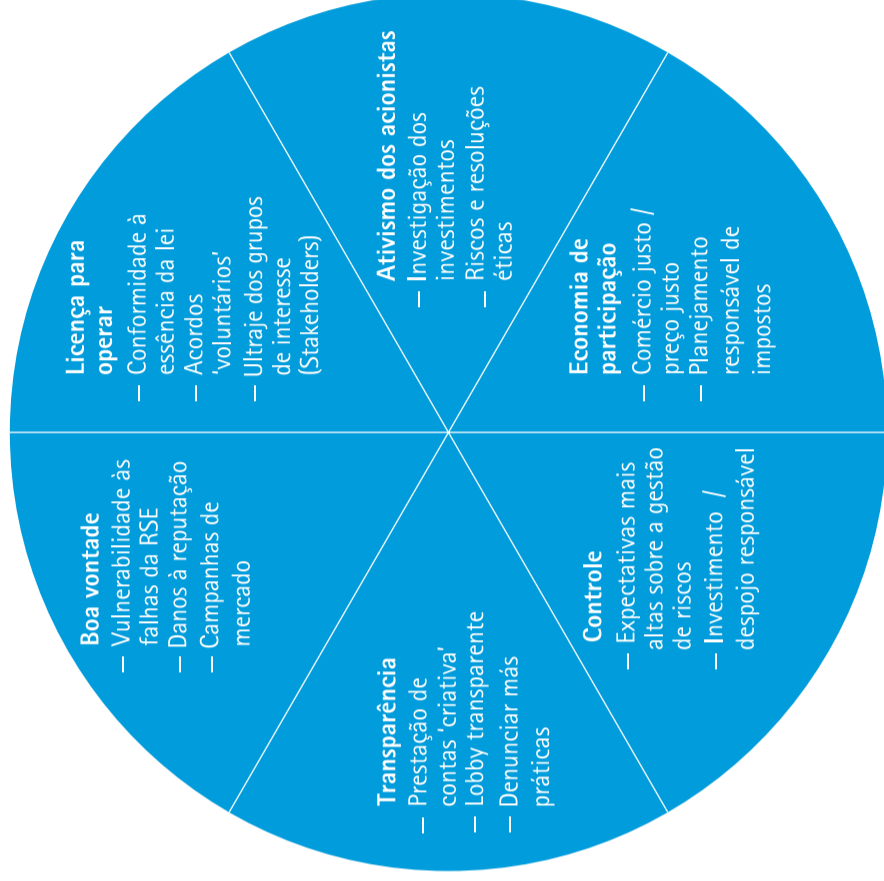 Transparência
– Prestação de
contas 'criativa'
– Lobby transparente
– Denunciar más
práticas
Boa vontade
– Vulnerabilidade às
falhas da RSE
– Danos à reputação
– Campanhas de
mercado
Licença para
operar
– Conformidade à
essência da lei
– Acordos
'voluntários'
– Ultraje dos grupos
de interesse
(Stakeholders)
Ativismo dos acionistas
– Investigação dos
investimentos
– Riscos e resoluções
éticas
Economia de
participação
– Comércio justo /
preço justo
– Planejamento
responsável de
impostos
Controle
– Expectativas mais
altas sobre a gestão
de riscos
– Investimento /
despojo responsável